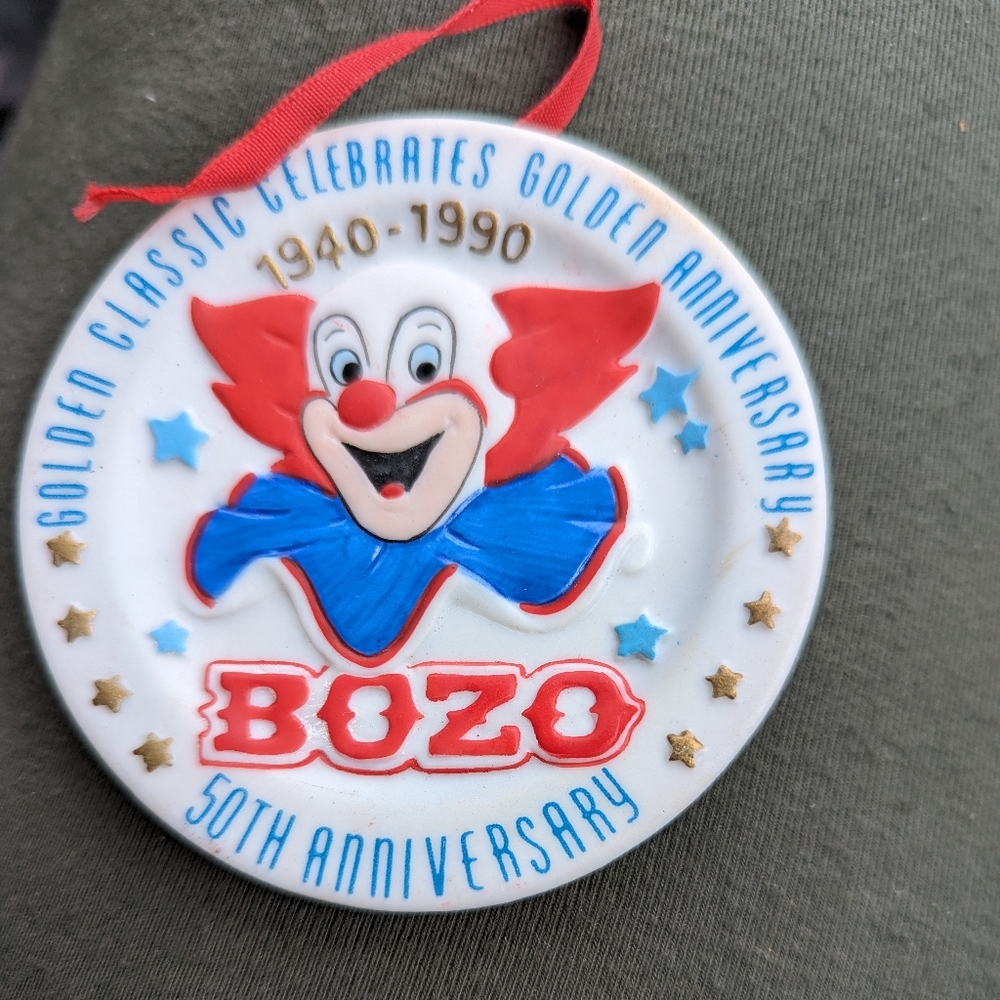 GOLDEN CLASSIC CELEBRATES GOLDEN ANNIVERSARY
1940-1990
BOZO
50TH ANNIVERSARY